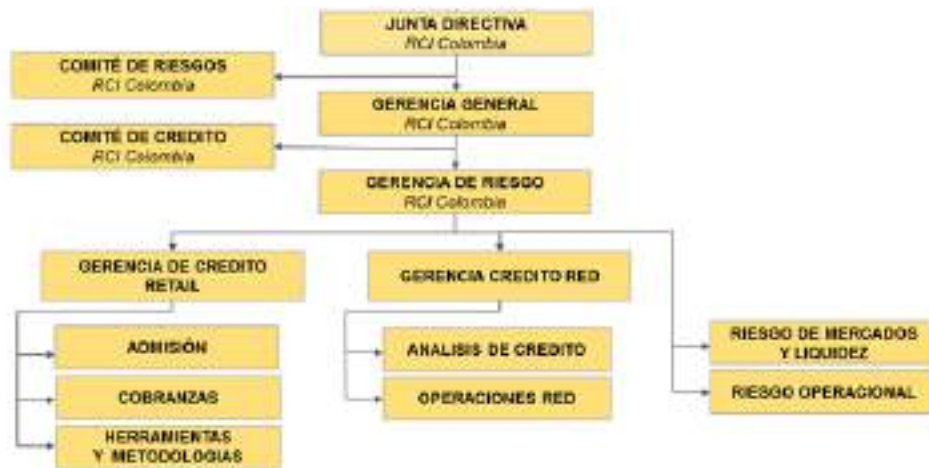 JUNTA DIRECTIVA
RCI Colombia
COMITÉ DE RIESGOS
RCI Colombia
GERENCIA GENERAL
RCI Colombia
COMITÉ DE CREDITO
RCI Colombia
GERENCIA DE RIESGO
RCI Colombia
GERENCIA DE CREDITO
RETAIL
GERENCIA CREDITO RED
ADMISIÓN
ANALISIS DE CREDITO
RIESGO DE MERCADOS
Y LIQUIDEZ
COBRANZAS
OPERACIONES RED
RIESGO OPERACIONAL
HERRAMIENTAS
Y METODOLOGIAS